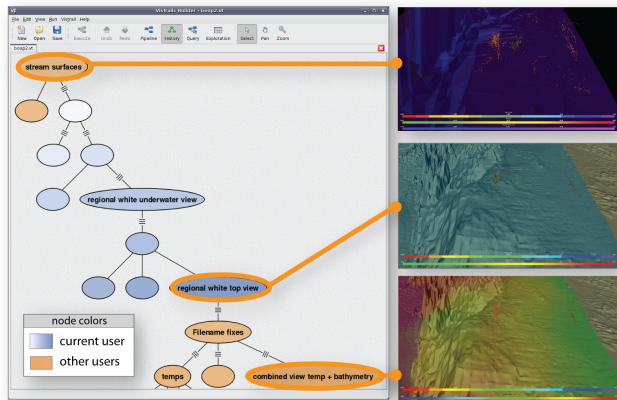 VisTrails Builder - boop2.vt
File Edit View Run Vistrail Help
New Open Save Execute Undo Redo Pipeline History Query Exploration Select Pan Zoom
boop2.vt
stream surfaces
regional white underwater view
regional white top view
Filename fixes
temps
combined view temp + bathymetry
node colors
current user
other users